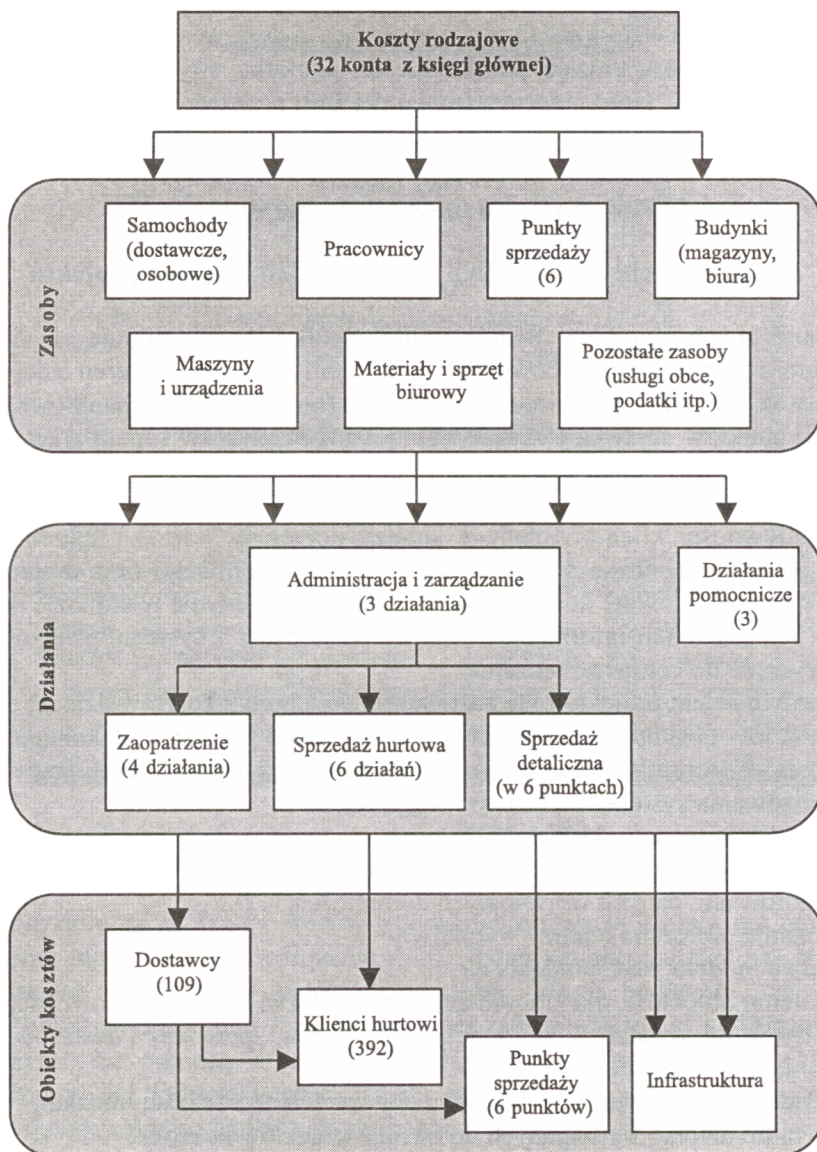 Koszty rodzajowe
(32 konta z księgi głównej)
Zasoby
Samochody
(dostawcze,
osobowe)
Pracownicy
Punkty
sprzedaży
(6)
Budynki
(magazyny,
biura)
Maszyny
i urządzenia
Materiały i sprzęt
biurowy
Pozostałe zasoby
(usługi obce,
podatki itp.)
Działania
Administracja i zarządzanie
(3 działania)
Działania
pomocnicze
(3)
Zaopatrzenie
(4 działania)
Sprzedaż hurtowa
(6 działań)
Sprzedaż
detaliczna
(w 6 punktach)
Obiekty kosztów
Dostawcy
(109)
Klienci hurtowi
(392)
Punkty
sprzedaży
(6 punktów)
Infrastruktura